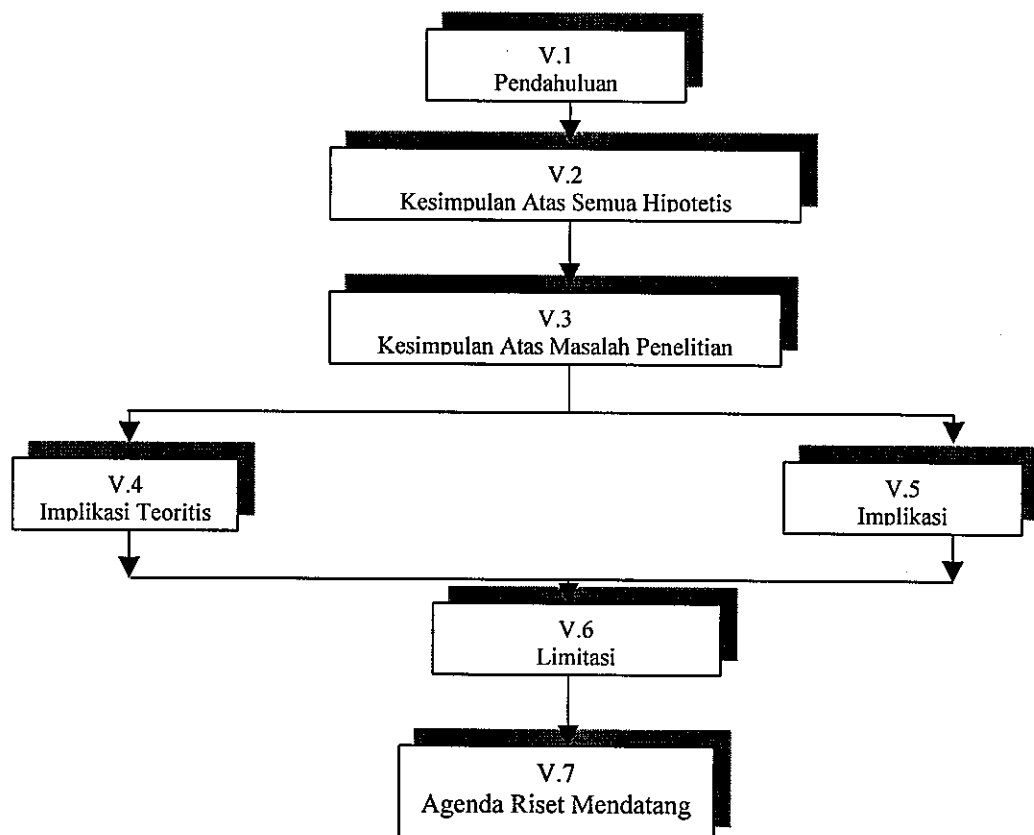 V.1
Pendahuluan
V.2
Kesimpulan Atas Semua Hipotetis
V.3
Kesimpulan Atas Masalah Penelitian
V.4
Implikasi Teoritis
V.5
Implikasi
V.6
Limitasi
V.7
Agenda Riset Mendatang